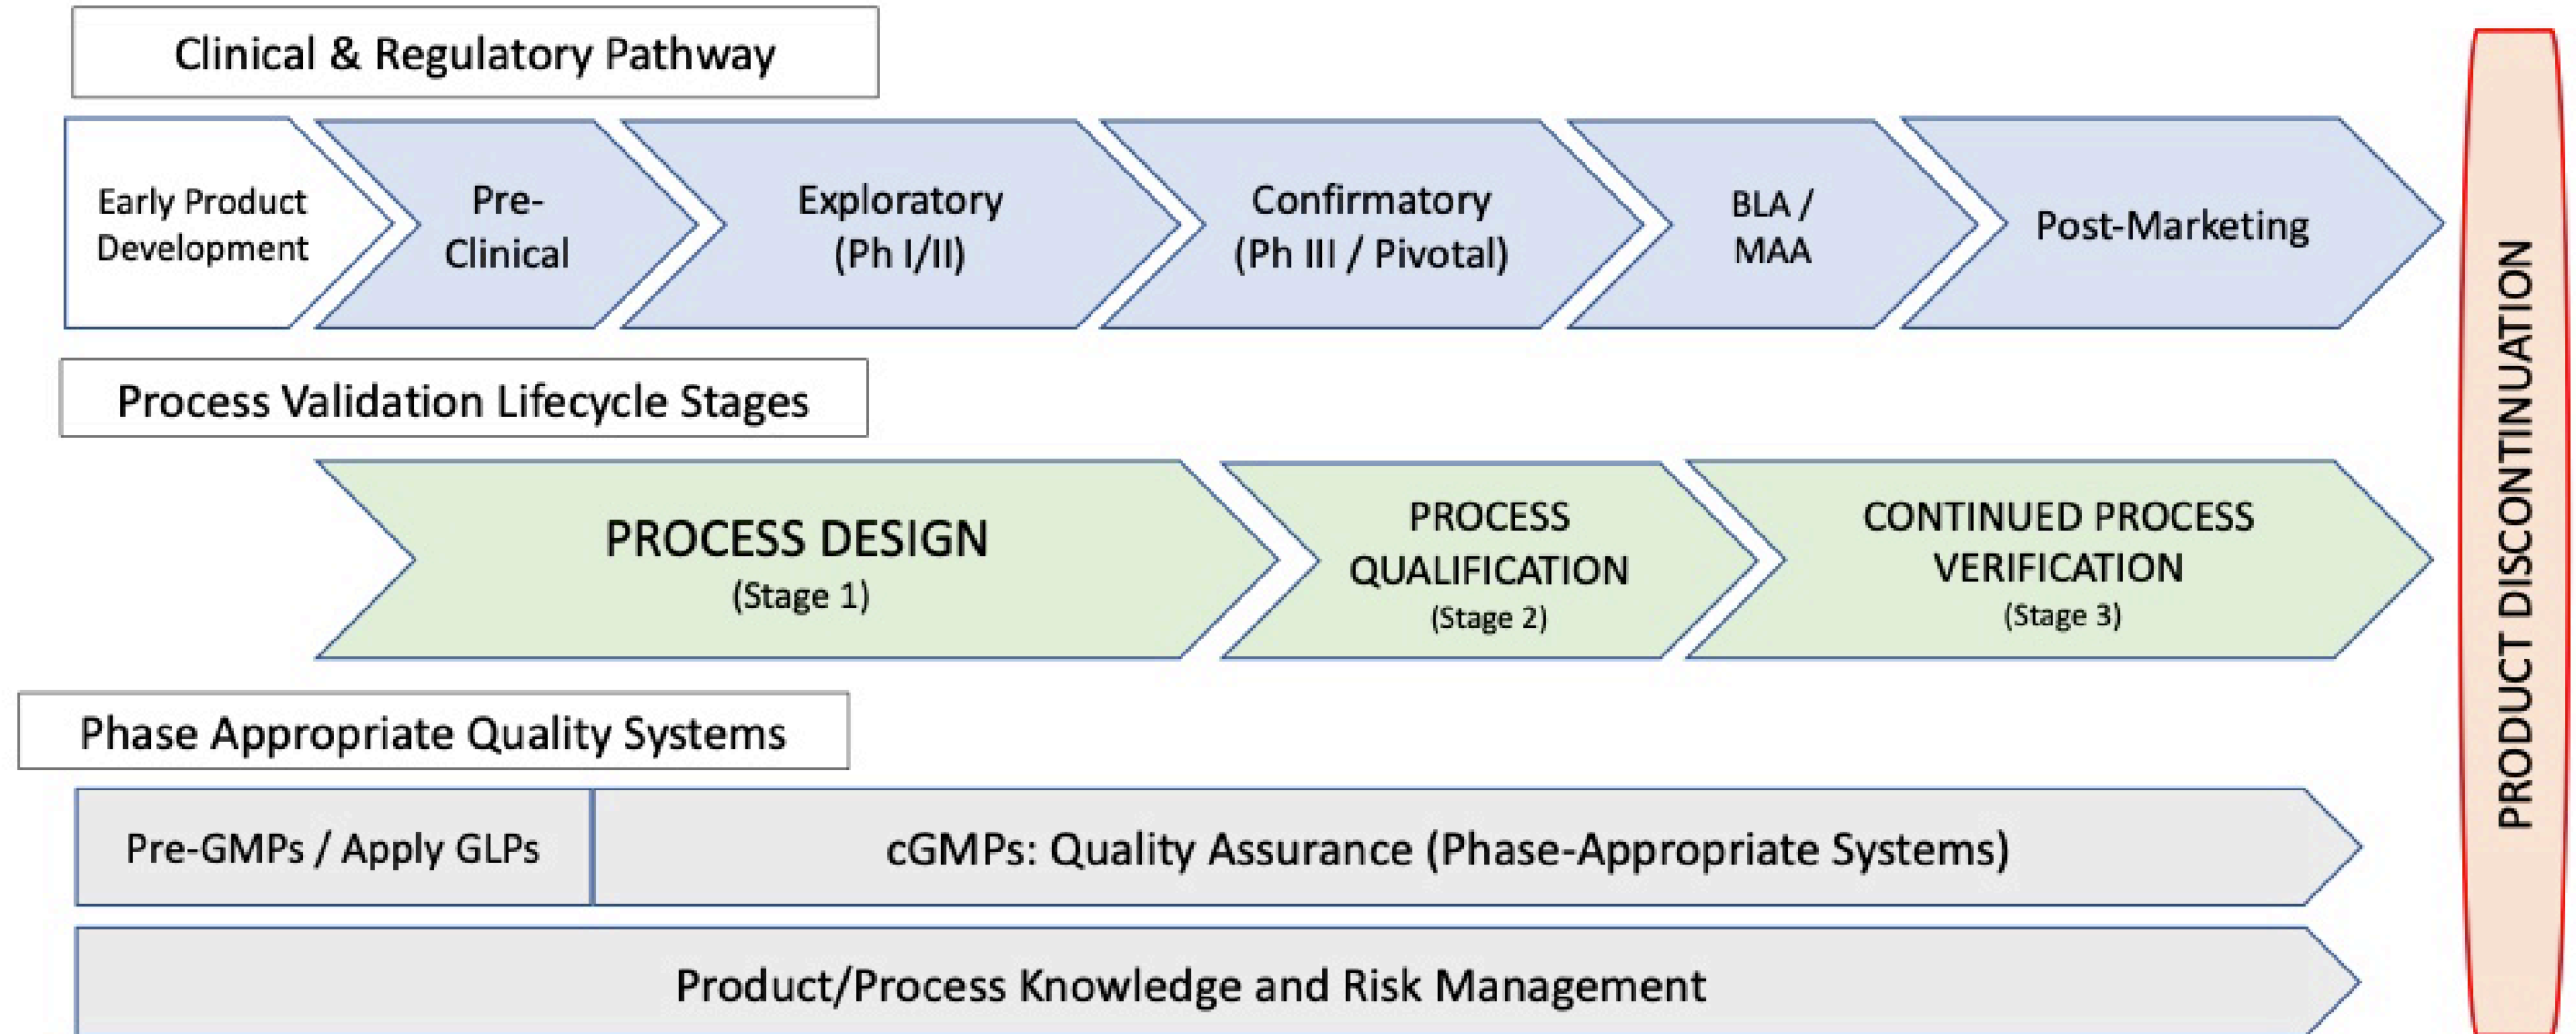 Clinical & Regulatory Pathway
Early Product
Development
Pre-
Clinical
Exploratory
(Ph I/II)
Confirmatory
(Ph III / Pivotal)
BLA /
MAA
Post-Marketing
Process Validation Lifecycle Stages
PROCESS DESIGN
(Stage 1)
PROCESS
QUALIFICATION
(Stage 2)
CONTINUED PROCESS
VERIFICATION
(Stage 3)
Phase Appropriate Quality Systems
Pre-GMPs / Apply GLPs
cGMPs: Quality Assurance (Phase-Appropriate Systems)
Product/Process Knowledge and Risk Management
PRODUCT DISCONTINUATION